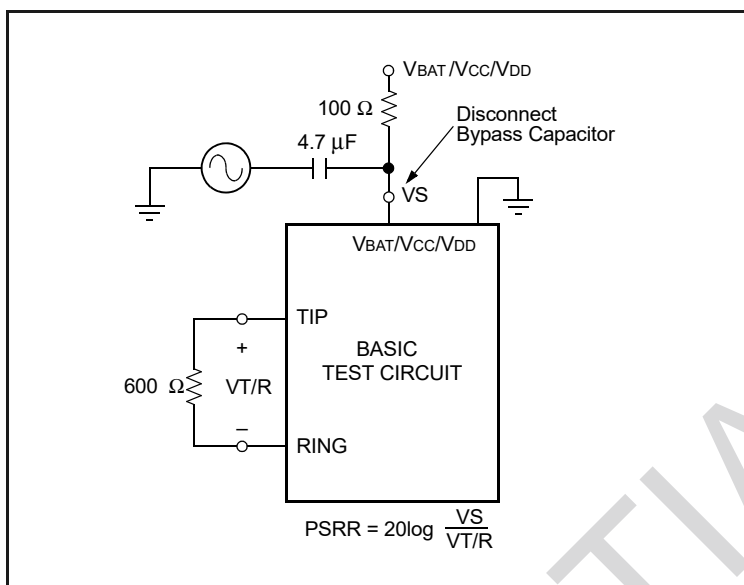 VBAT/VCC/VDD
100 Ω
Disconnect
Bypass Capacitor
4.7 μF
VS
VBAT/VCC/VDD
TIP
+
BASIC
TEST CIRCUIT
600 Ω
VT/R
–
RING
PSRR = 20log VS
VT/R
TIA